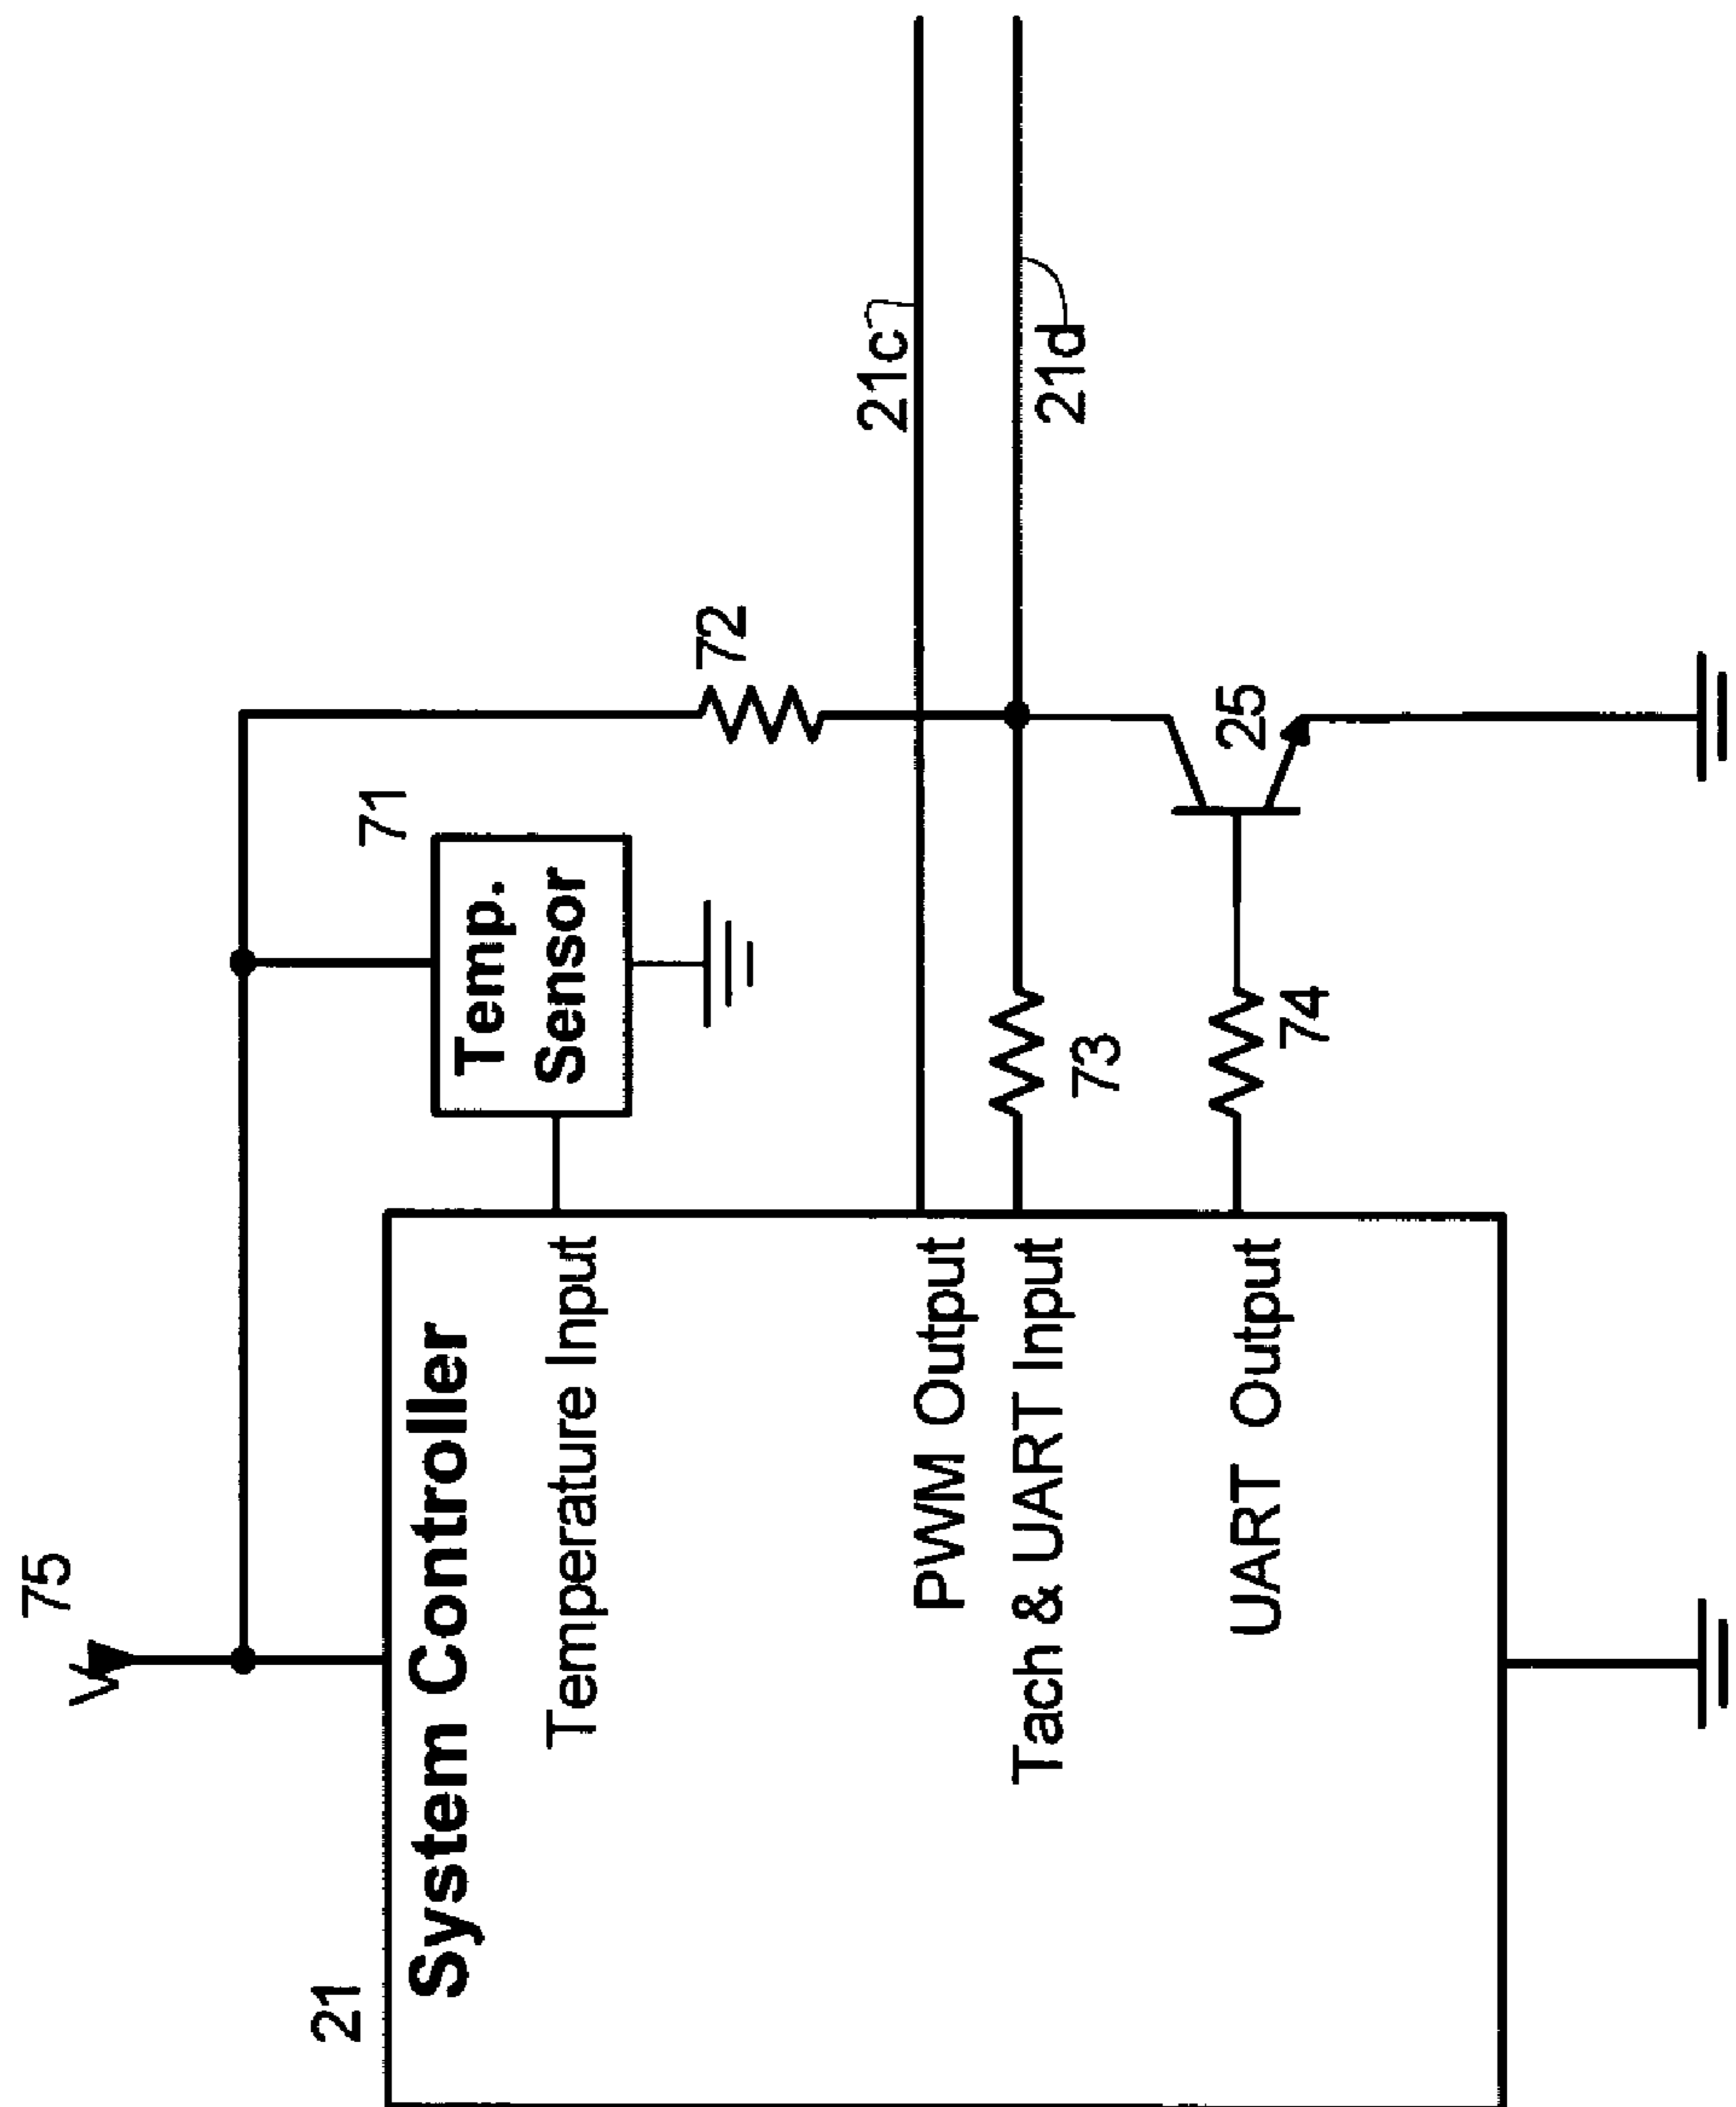 V
75
21
System Controller
Temperature Input
PWM Output
Tach & UART Input
UART Output
71
Temp.
Sensor
72
73
74
25
21c
21d